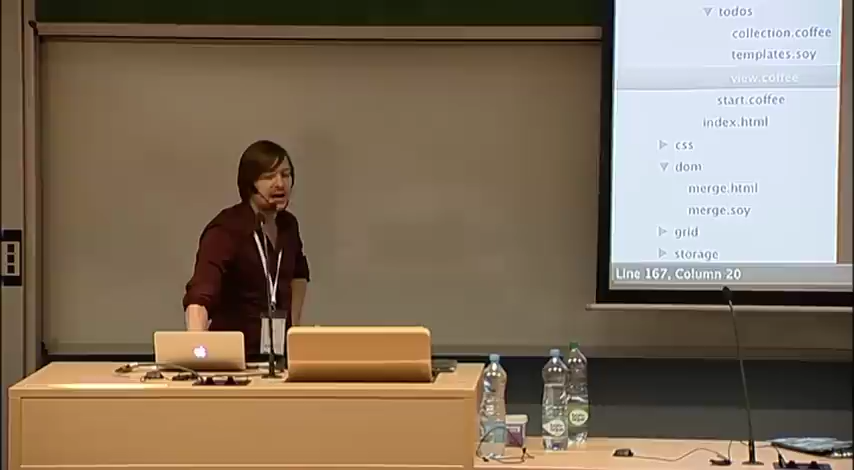 todos
collection.coffee
templates.soy
view.coffee
start.coffee
index.html
css
dom
merge.html
merge.soy
grid
storage
Line 167, Column 20